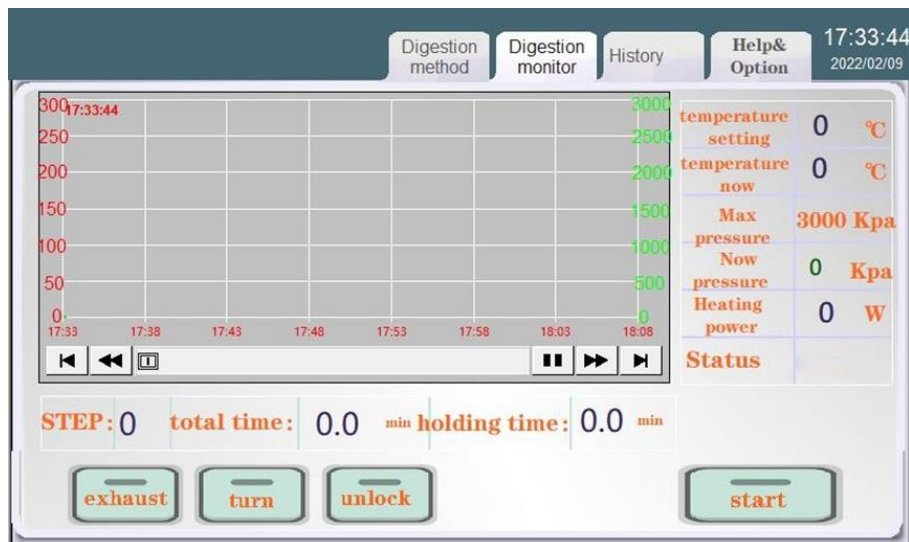 Digestion
method
Digestion
monitor
History
Help&
Option
17:33:44
2022/02/09
300
17:33:44
250
200
150
100
50
0
3000
2500
2000
1500
1000
500
0
17:33 17:38 17:43 17:48 17:53 17:58 18:03 18:08
temperature
setting
0 ℃
temperature
now
0 ℃
Max
pressure
3000 Kpa
Now
pressure
0 Kpa
Heating
power
0 W
Status
STEP: 0 total time: 0.0 min holding time: 0.0 min
exhaust turn unlock start